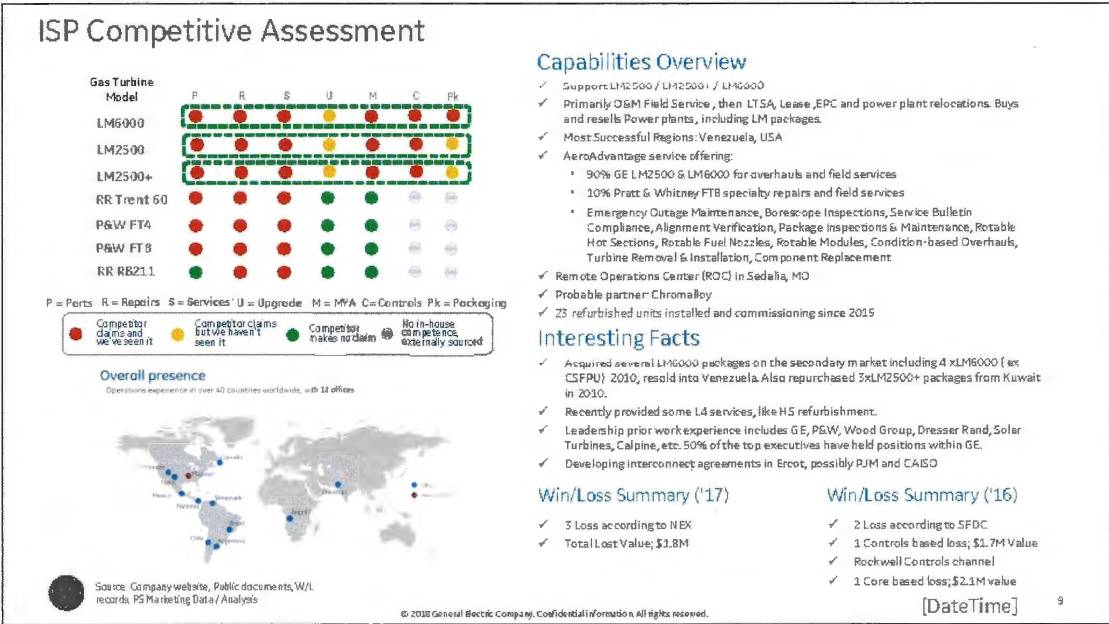 ISP Competitive Assessment
Gas Turbine
Model
P R S U M C Pk
LM6000
LM2500
LM2500+
RR Trent 60
P&W FT4
P&W FT8
RR RB211
P = Parts R = Repairs S = Services U = Upgrade M = MYA C=Controls Pk = Packaging
Competitor
claims and
we've seen it
Competitor claims
but we haven't
seen it
Competitor
makes no claim
No in-house
competence,
externally sourced
Overall presence
Operations experience in over 40 countries worldwide, with 12 offices
Canada
Mexico
Panama
Venezuela
Brazil
Chile
Argentina
Angola
Source: Company website, Public documents, W/L
records, PS Marketing Data / Analysis
Capabilities Overview
✓ Support LM2500 / LM2500+ / LM6000
✓ Primarily O&M Field Service, then LTSA, Lease ,EPC and power plant relocations. Buys
and resells Power plants, including LM packages.
✓ Most Successful Regions: Venezuela, USA
✓ AeroAdvantage service offering:
• 90% GE LM2500 & LM6000 for overhauls and field services
• 10% Pratt & Whitney FT8 specialty repairs and field services
• Emergency Outage Maintenance, Borescope Inspections, Service Bulletin
Compliance, Alignment Verification, Package Inspections & Maintenance, Rotable
Hot Sections, Rotable Fuel Nozzles, Rotable Modules, Condition-based Overhauls,
Turbine Removal & Installation, Component Replacement
✓ Remote Operations Center (ROC) in Sedalia, MO
✓ Probable partner: Chromalloy
✓ 23 refurbished units installed and commissioning since 2015
Interesting Facts
✓ Acquired several LM6000 packages on the secondary market including 4 xLM6000 ( ex
CSFPU) 2010, resold into Venezuela. Also repurchased 3xLM2500+ packages from Kuwait
in 2010.
✓ Recently provided some L4 services, like HS refurbishment.
✓ Leadership prior work experience includes GE, P&W, Wood Group, Dresser Rand, Solar
Turbines, Calpine, etc. 50% of the top executives have held positions within GE.
✓ Developing interconnect agreements in Ercot, possibly PJM and CAISO
Win/Loss Summary ('17)
✓ 3 Loss according to NEX
✓ Total Lost Value; $1.8M
Win/Loss Summary ('16)
✓ 2 Loss according to SFDC
✓ 1 Controls based loss; $1.7M Value
✓ Rockwell Controls channel
✓ 1 Core based loss; $2.1M value
© 2018 General Electric Company. Confidential information. All rights reserved.
[DateTime]
9